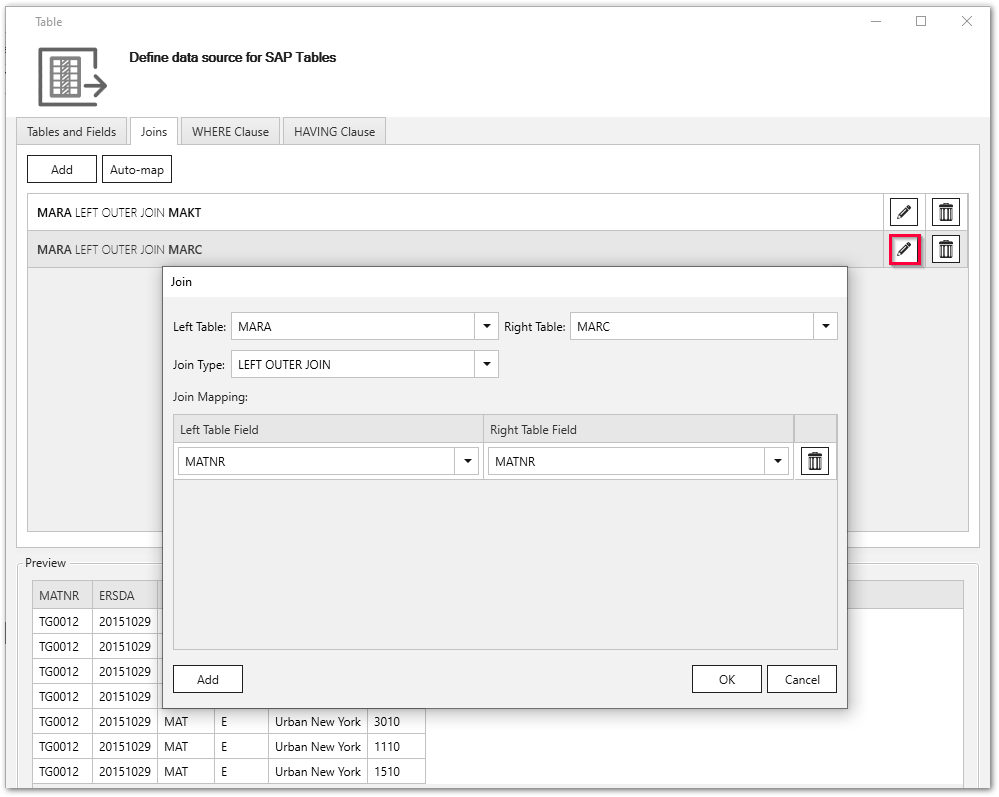 Table
Define data source for SAP Tables
Tables and Fields Joins WHERE Clause HAVING Clause
Add Auto-map
MARA LEFT OUTER JOIN MAKT
MARA LEFT OUTER JOIN MARC
Join
Left Table: MARA Right Table: MARC
Join Type: LEFT OUTER JOIN
Join Mapping:
Left Table Field Right Table Field
MATNR MATNR
Add OK Cancel
Preview
MATNR ERSDA
TG0012 20151029
TG0012 20151029
TG0012 20151029
TG0012 20151029
TG0012 20151029 MAT E Urban New York 3010
TG0012 20151029 MAT E Urban New York 1110
TG0012 20151029 MAT E Urban New York 1510